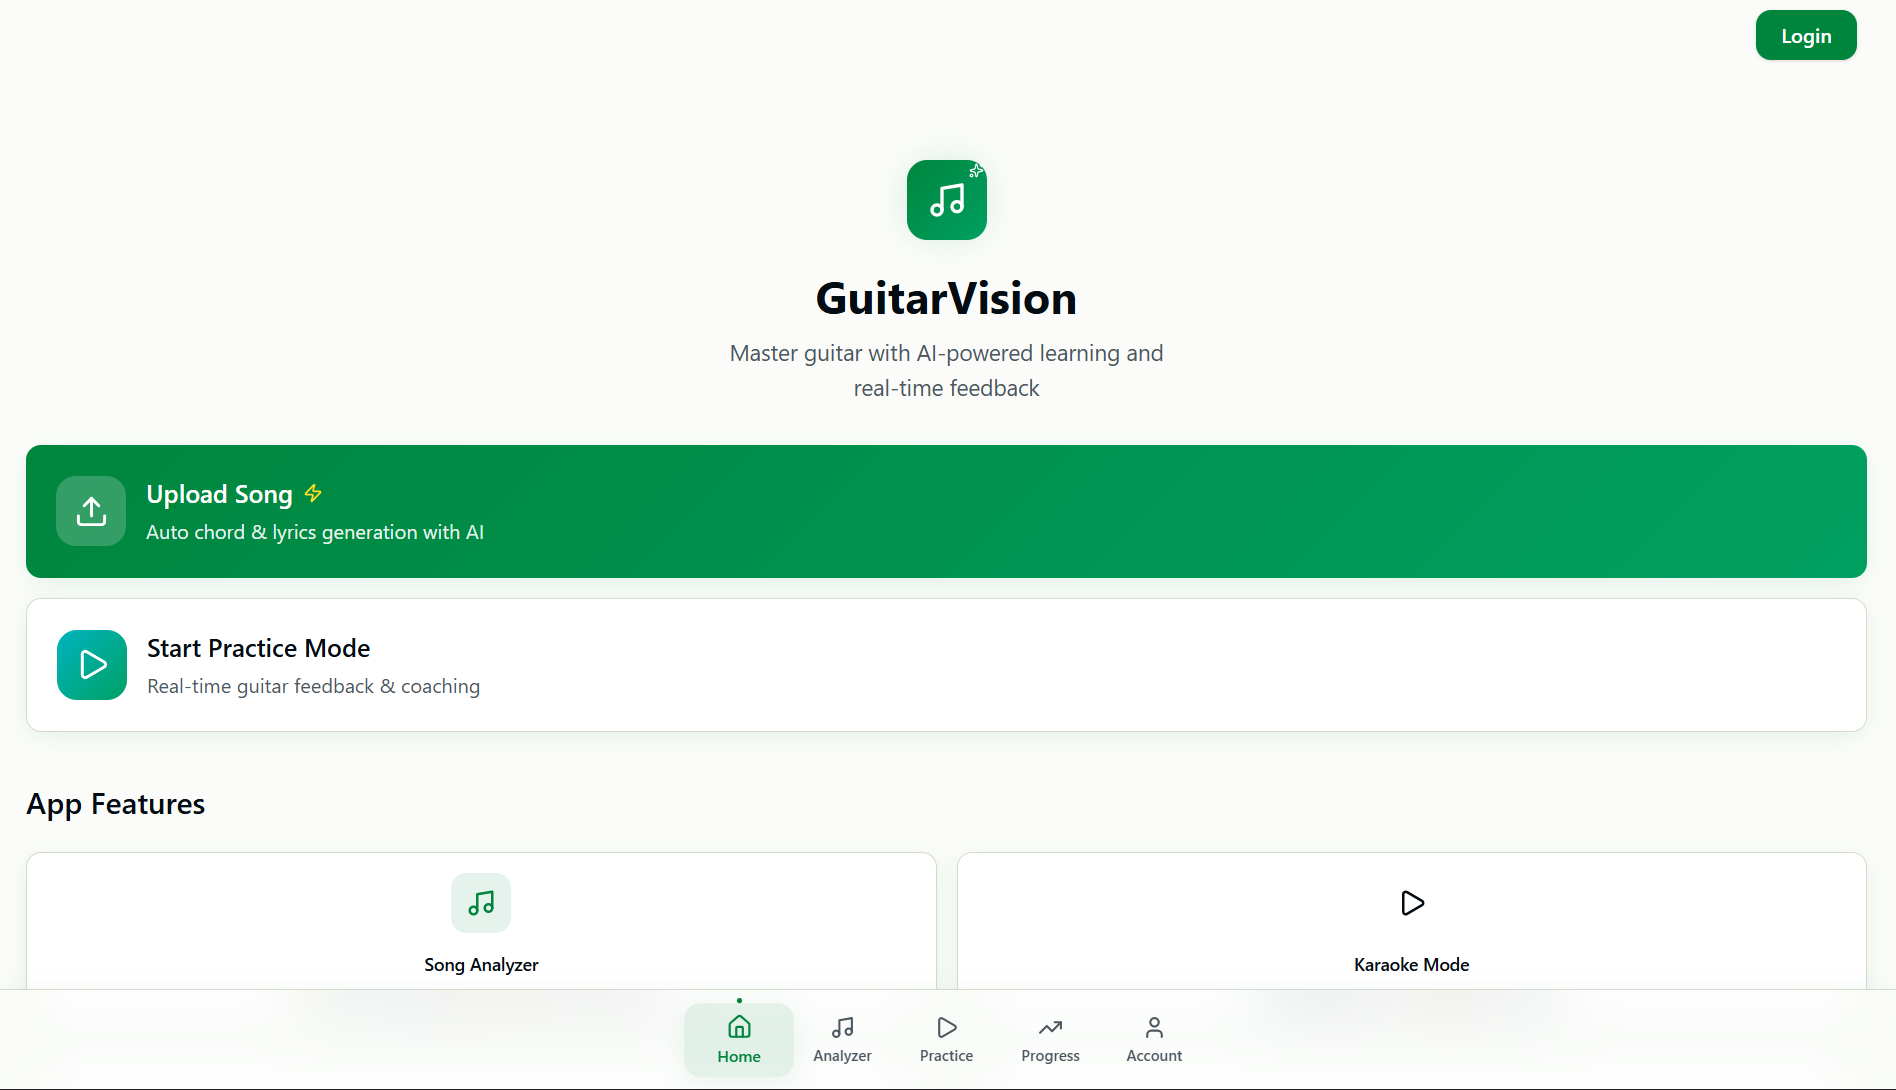 Login
GuitarVision
Master guitar with AI-powered learning and
real-time feedback
Upload Song
Auto chord & lyrics generation with AI
Start Practice Mode
Real-time guitar feedback & coaching
App Features
Song Analyzer
Karaoke Mode
Home
Analyzer
Practice
Progress
Account